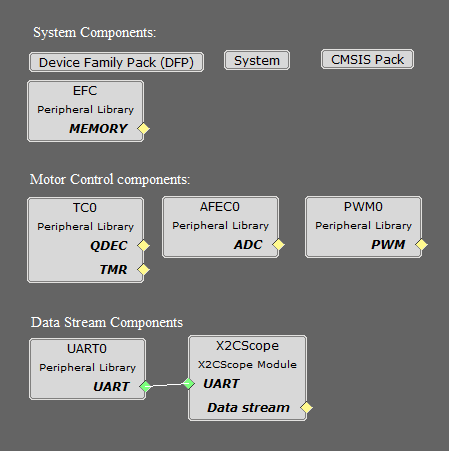 System Components:
Device Family Pack (DFP)
System
CMSIS Pack
EFC
Peripheral Library
MEMORY
Motor Control components:
TC0
Peripheral Library
QDEC
TMR
AFEC0
Peripheral Library
ADC
PWM0
Peripheral Library
PWM
Data Stream Components
UART0
Peripheral Library
UART
X2CScope
X2CScope Module
UART
Data stream